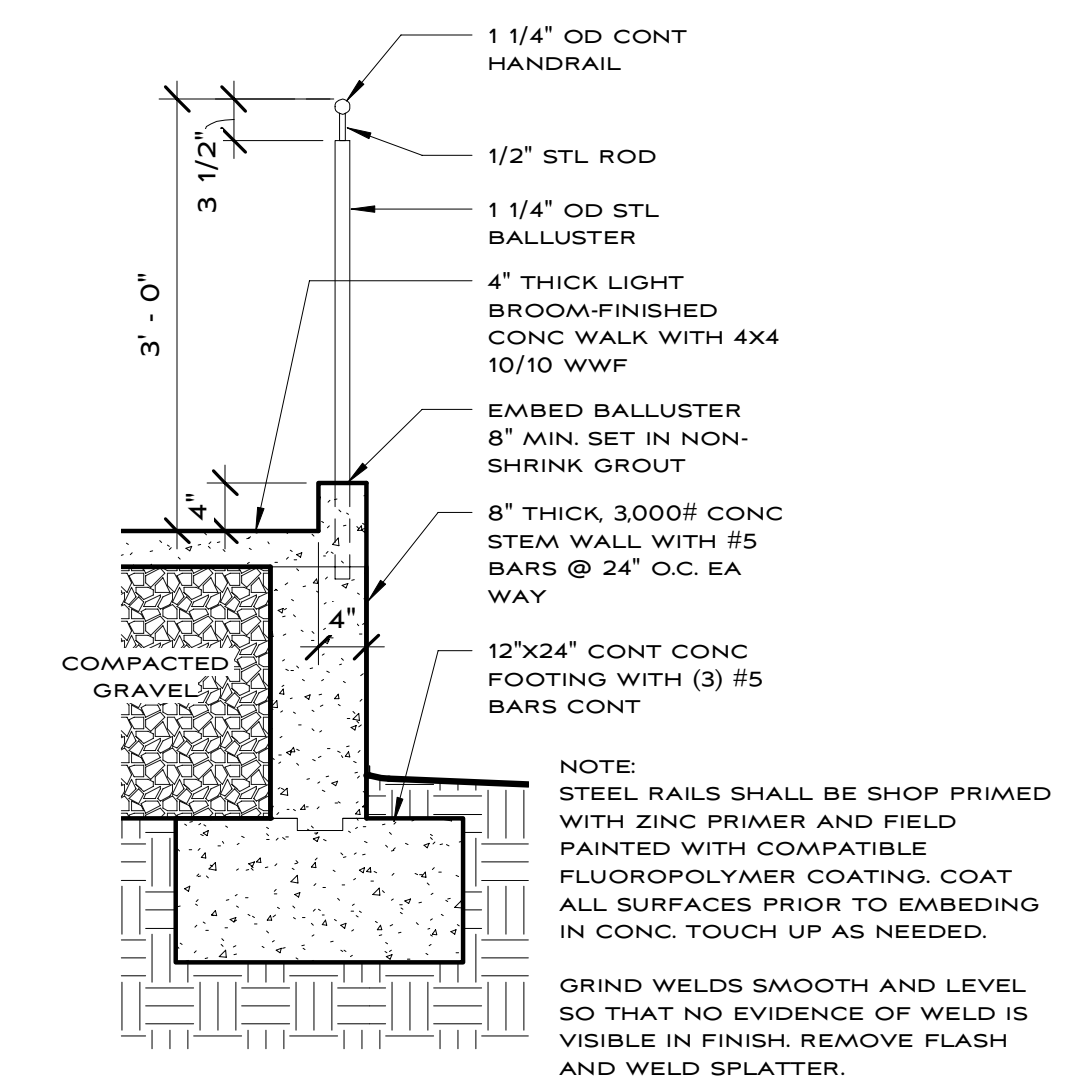 1 1/4" OD CONT
HANDRAIL
3 1/2"
1/2" STL ROD
1 1/4" OD STL
BALLUSTER
3' - 0"
4" THICK LIGHT
BROOM-FINISHED
CONC WALK WITH 4X4
10/10 WWF
EMBED BALLUSTER
8" MIN. SET IN NON-
SHRINK GROUT
4"
8" THICK, 3,000# CONC
STEM WALL WITH #5
BARS @ 24" O.C. EA
WAY
4"
COMPACTED
GRAVEL
12"X24" CONT CONC
FOOTING WITH (3) #5
BARS CONT
NOTE:
STEEL RAILS SHALL BE SHOP PRIMED
WITH ZINC PRIMER AND FIELD
PAINTED WITH COMPATIBLE
FLUOROPOLYMER COATING. COAT
ALL SURFACES PRIOR TO EMBEDING
IN CONC. TOUCH UP AS NEEDED.
GRIND WELDS SMOOTH AND LEVEL
SO THAT NO EVIDENCE OF WELD IS
VISIBLE IN FINISH. REMOVE FLASH
AND WELD SPLATTER.